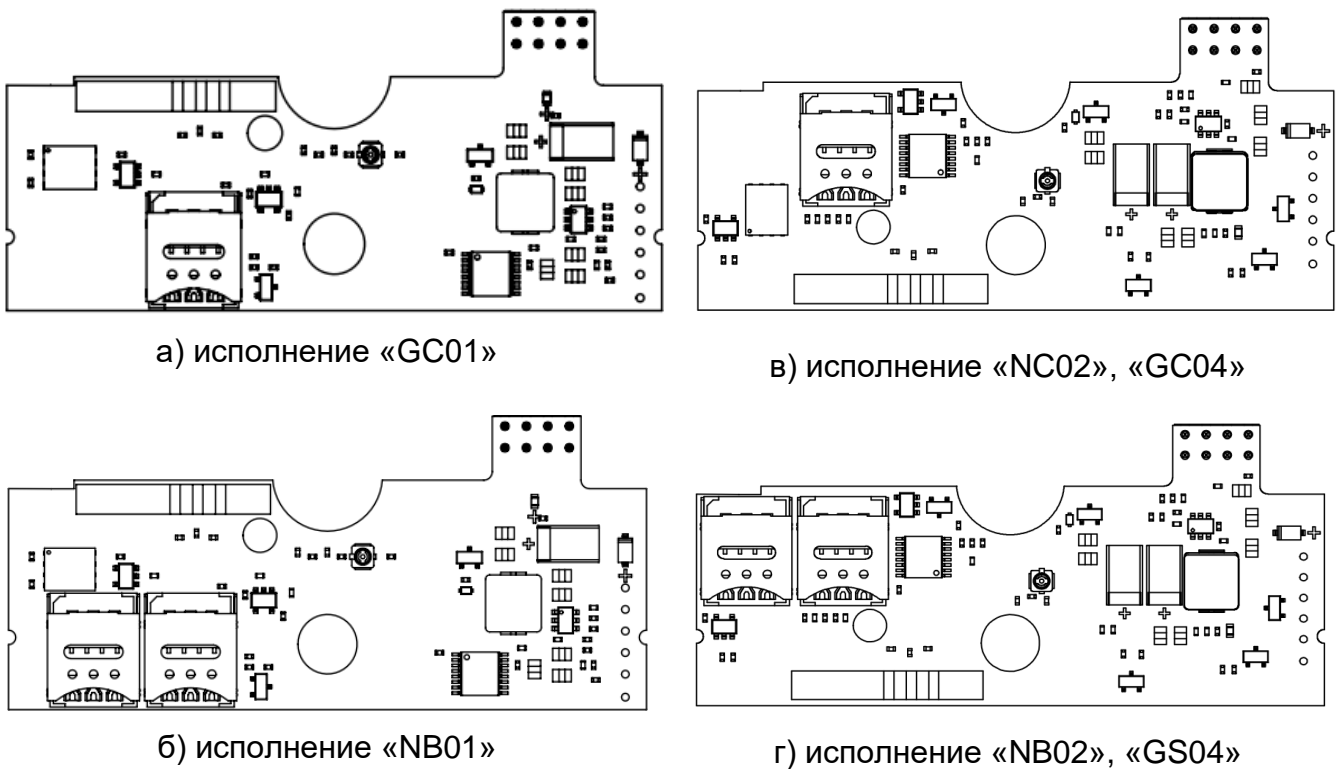 а) исполнение «GC01»
в) исполнение «NC02», «GC04»
б) исполнение «NB01»
г) исполнение «NB02», «GS04»